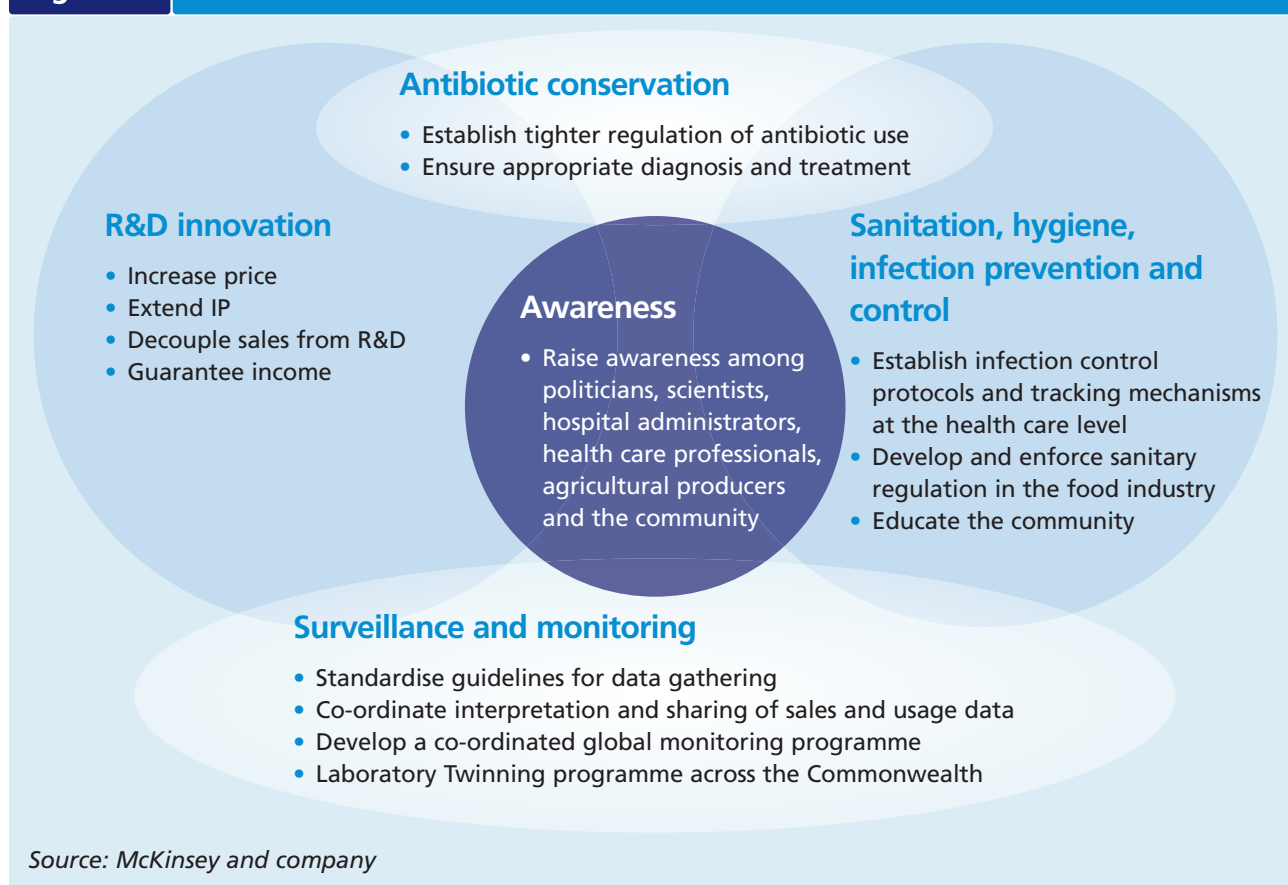 Antibiotic conservation
• Establish tighter regulation of antibiotic use
• Ensure appropriate diagnosis and treatment
R&D innovation
• Increase price
• Extend IP
• Decouple sales from R&D
• Guarantee income
Awareness
• Raise awareness among
politicians, scientists,
hospital administrators,
health care professionals,
agricultural producers
and the community
Sanitation, hygiene,
infection prevention and
control
• Establish infection control
protocols and tracking mechanisms
at the health care level
• Develop and enforce sanitary
regulation in the food industry
• Educate the community
Surveillance and monitoring
• Standardise guidelines for data gathering
• Co-ordinate interpretation and sharing of sales and usage data
• Develop a co-ordinated global monitoring programme
• Laboratory Twinning programme across the Commonwealth
Source: McKinsey and company